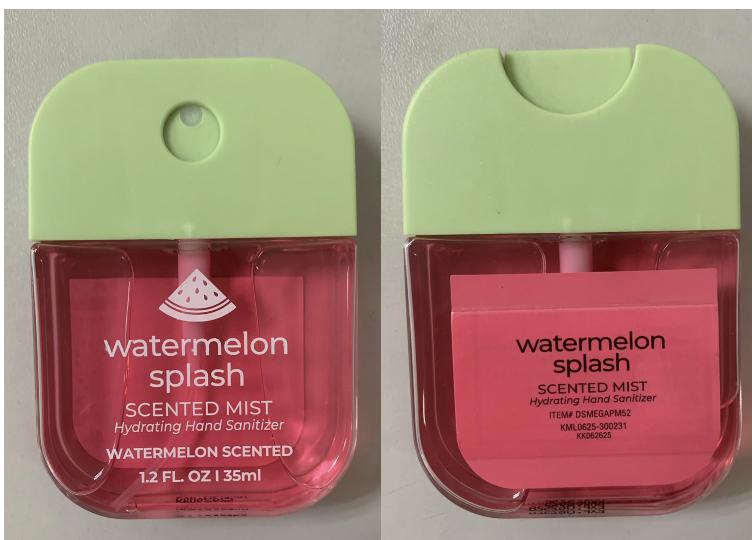 watermelon
splash
SCENTED MIST
Hydrating Hand Sanitizer
WATERMELON SCENTED
1.2 FL. OZ | 35ml
watermelon
splash
SCENTED MIST
Hydrating Hand Sanitizer
ITEM# DSMEGAPM52
KML0625-300231
KK062625